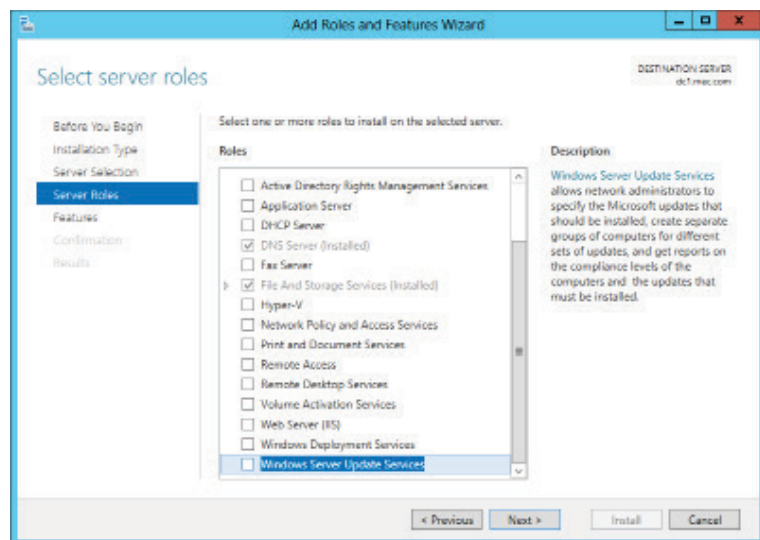 Add Roles and Features Wizard
Select server roles
DESTINATION SERVER
dc1.mac.com
Before You Begin
Installation Type
Server Selection
Server Roles
Features
Confirmation
Results
Select one or more roles to install on the selected server.
Roles
Active Directory Rights Management Services
Application Server
DHCP Server
DNS Server (Installed)
Fax Server
File And Storage Services (Installed)
Hyper-V
Network Policy and Access Services
Print and Document Services
Remote Access
Remote Desktop Services
Volume Activation Services
Web Server (IIS)
Windows Deployment Services
Windows Server Update Services
Description
Windows Server Update Services
allows network administrators to
specify the Microsoft updates that
should be installed, create separate
groups of computers for different
sets of updates, and get reports on
the compliance levels of the
computers and the updates that
must be installed.
< Previous
Next >
Install
Cancel